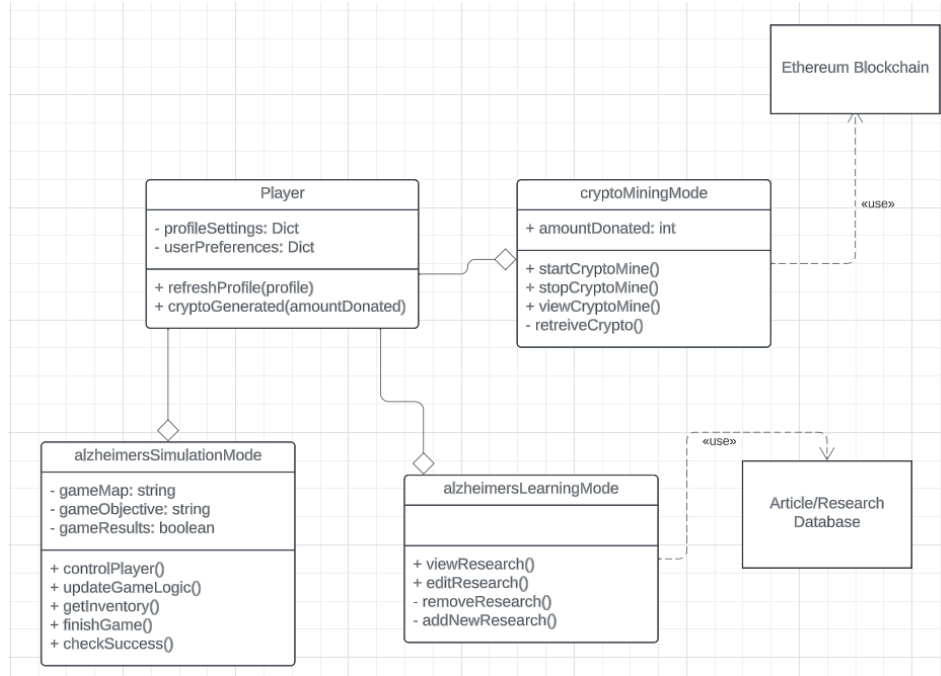 Ethereum Blockchain
«use»
Player
- profileSettings: Dict
- userPreferences: Dict
+ refreshProfile(profile)
+ cryptoGenerated(amountDonated)
cryptoMiningMode
+ amountDonated: int
+ startCryptoMine()
+ stopCryptoMine()
+ viewCryptoMine()
- retreiveCrypto()
alzheimersSimulationMode
- gameMap: string
- gameObjective: string
- gameResults: boolean
+ controlPlayer()
+ updateGameLogic()
+ getInventory()
+ finishGame()
+ checkSuccess()
alzheimersLearningMode
+ viewResearch()
+ editResearch()
- removeResearch()
- addNewResearch()
«use»
Article/Research
Database